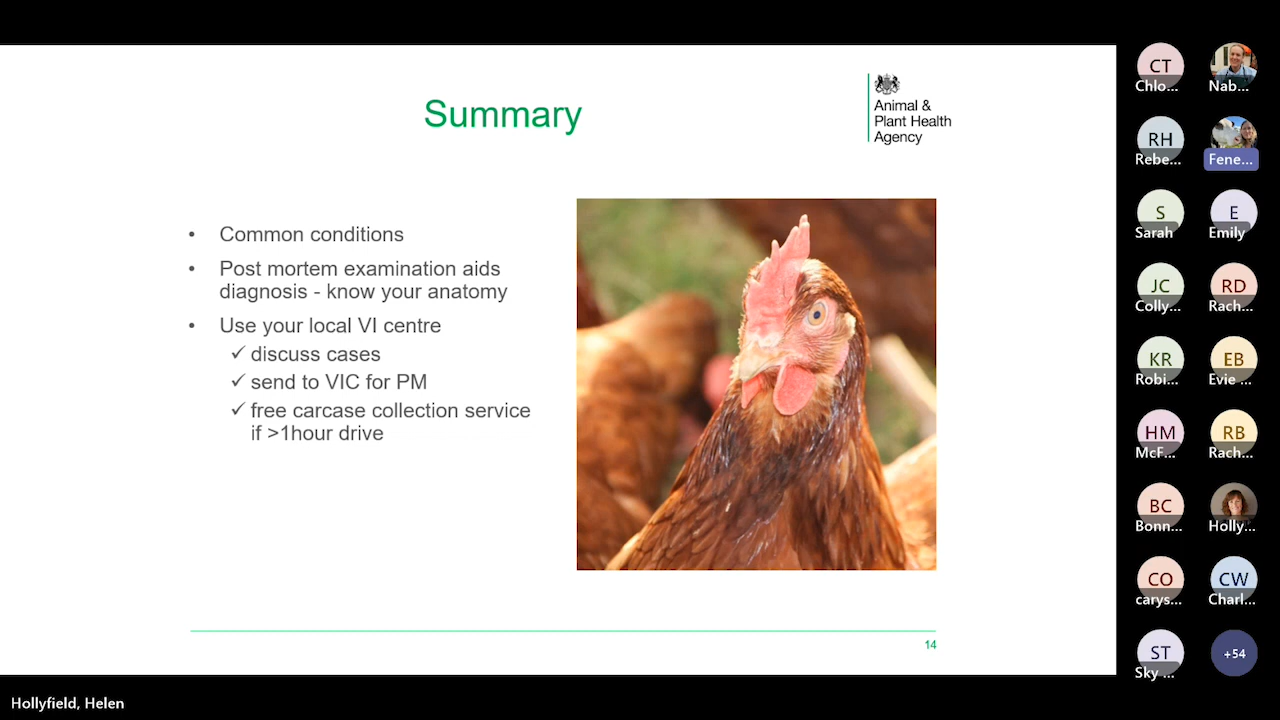 Summary
Animal &
Plant Health
Agency
• Common conditions
• Post mortem examination aids
diagnosis - know your anatomy
• Use your local VI centre
✓ discuss cases
✓ send to VIC for PM
✓ free carcase collection service
if >1hour drive
14
CT
Chlo...
Nab...
RH
Rebe...
Fene...
S
Sarah
E
Emily
JC
Colly...
RD
Rach...
KR
Robi...
EB
Evie ...
HM
McF...
RB
Rach...
BC
Bonn...
Holly...
CO
carys...
CW
Charl...
ST
Sky ...
+54
Hollyfield, Helen